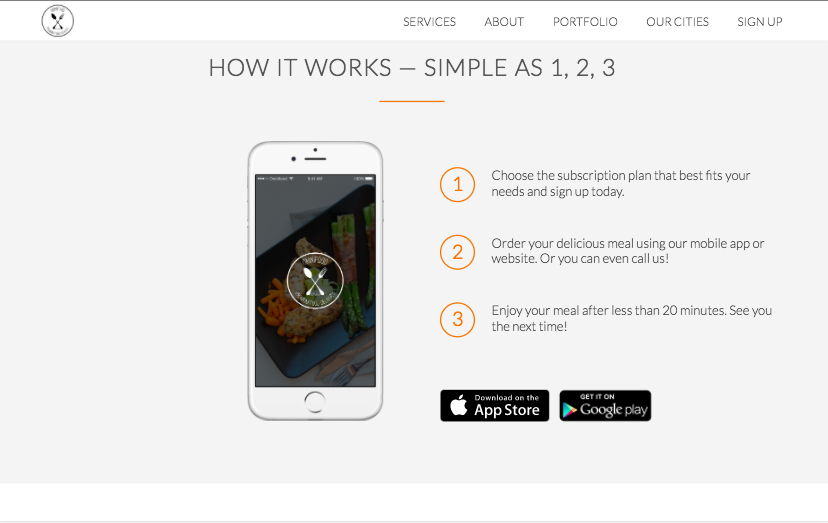 SERVICES ABOUT PORTFOLIO OUR CITIES SIGN UP
HOW IT WORKS — SIMPLE AS 1, 2, 3
1
Choose the subscription plan that best fits your
needs and sign up today.
2
Order your delicious meal using our mobile app or
website. Or you can even call us!
3
Enjoy your meal after less than 20 minutes. See you
the next time!
Download on the
App Store
GET IT ON
Google play